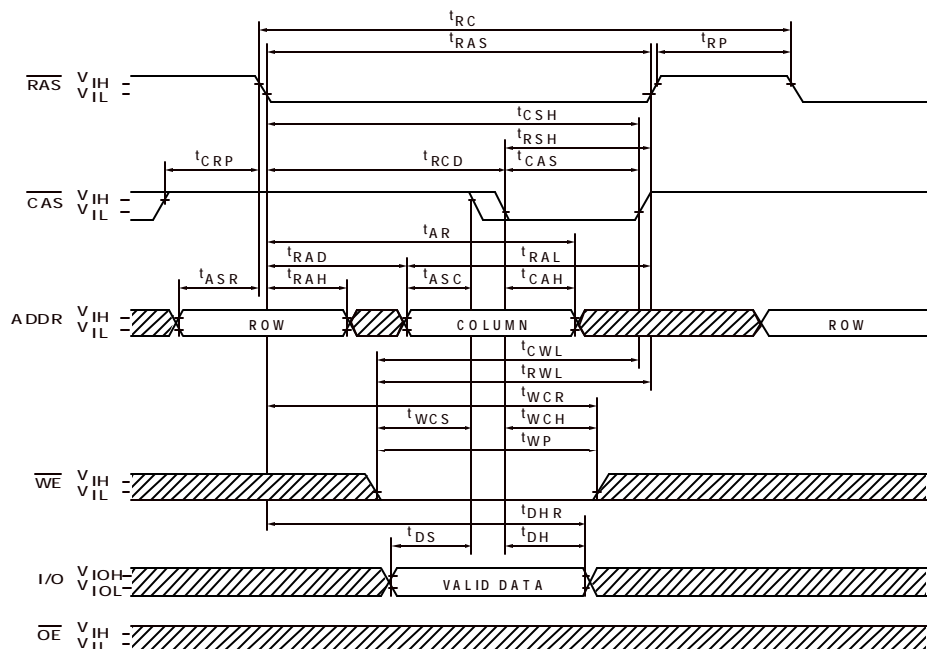 tRC
tRAS
tRP
RAS VIH
VIL
tCSH
tRSH
tCRP
tRCD
tCAS
CAS VIH
VIL
tAR
tRAD
tRAL
tASR
tRAH
tASC
tCAH
ADDR VIH
VIL
ROW
COLUMN
ROW
tCWL
tRWL
tWCR
tWCS
tWCH
tWP
WE VIH
VIL
tDHR
tDS
tDH
I/O VIOH
VIOL
VALID DATA
OE VIH
VIL